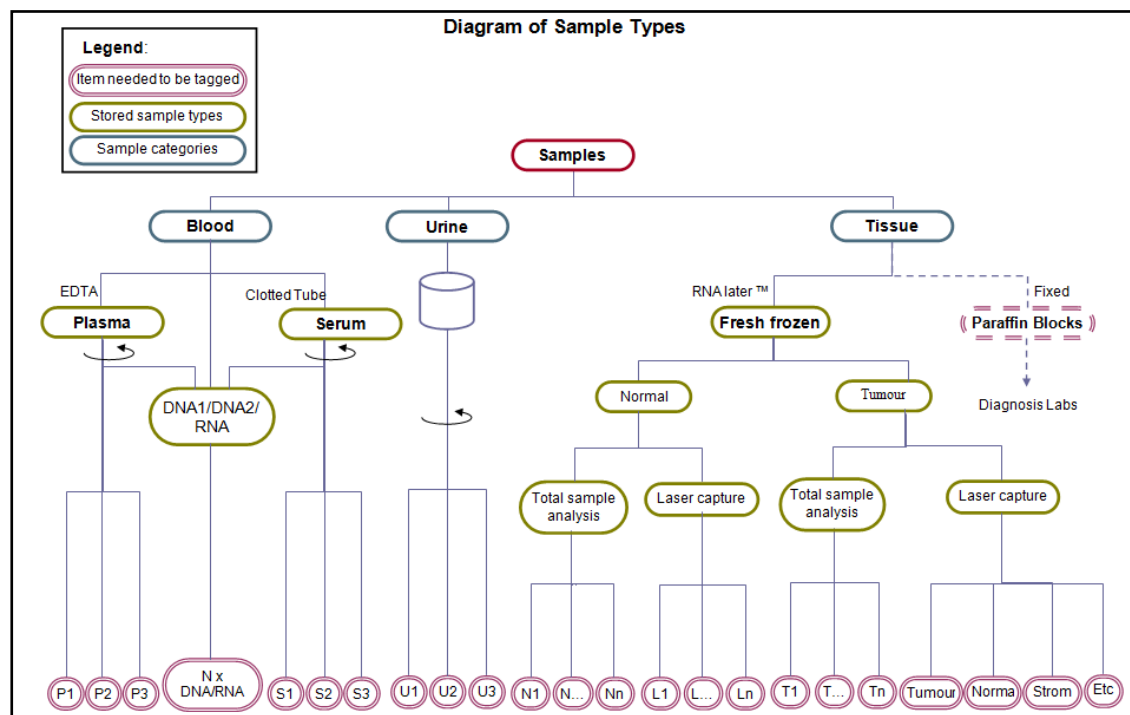 Diagram of Sample Types
Legend:
Item needed to be tagged
Stored sample types
Sample categories
Samples
Blood
Urine
Tissue
EDTA
Clotted Tube
RNA later ™
Fixed
Plasma
Serum
Fresh frozen
Paraffin Blocks
DNA1/DNA2/
RNA
Normal
Tumour
Diagnosis Labs
Total sample
analysis
Laser capture
Total sample
analysis
Laser capture
P1
P2
P3
N x
DNA/RNA
S1
S2
S3
U1
U2
U3
N1
N...
Nn
L1
L...
Ln
T1
T...
Tn
Tumour
Norma
Strom
Etc